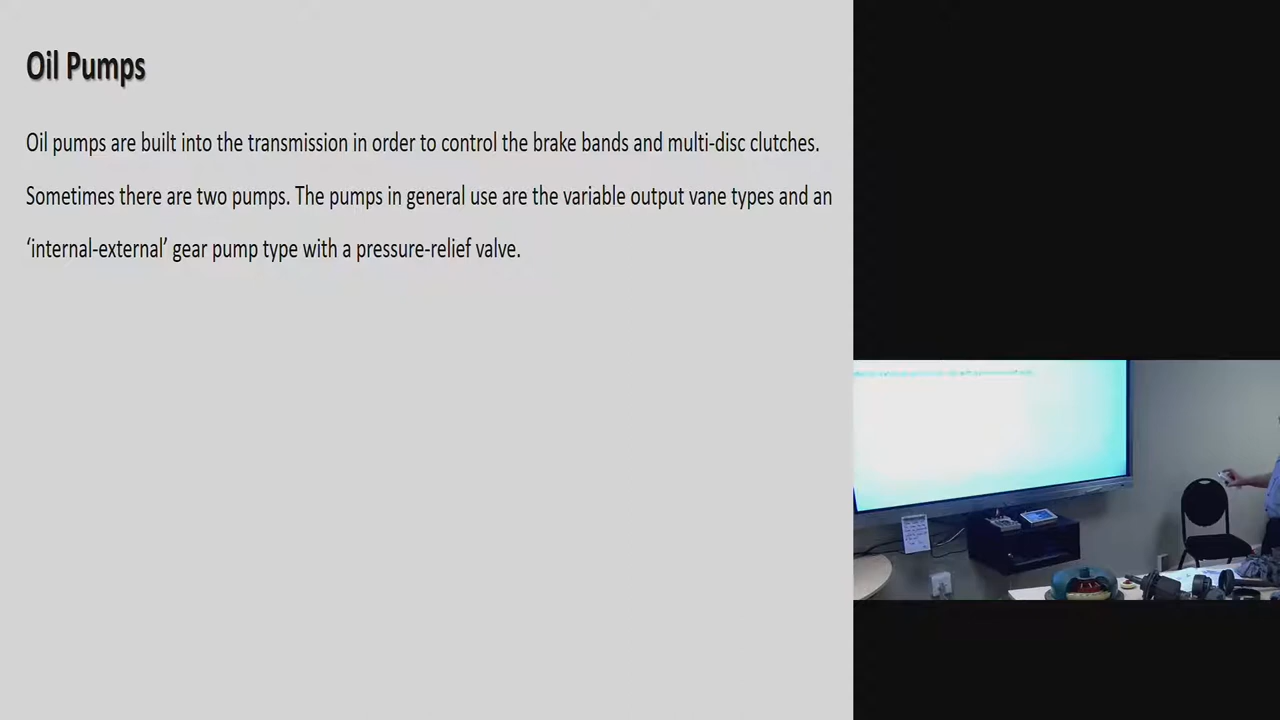 Oil Pumps
Oil pumps are built into the transmission in order to control the brake bands and multi-disc clutches.
Sometimes there are two pumps. The pumps in general use are the variable output vane types and an
‘internal-external’ gear pump type with a pressure-relief valve.